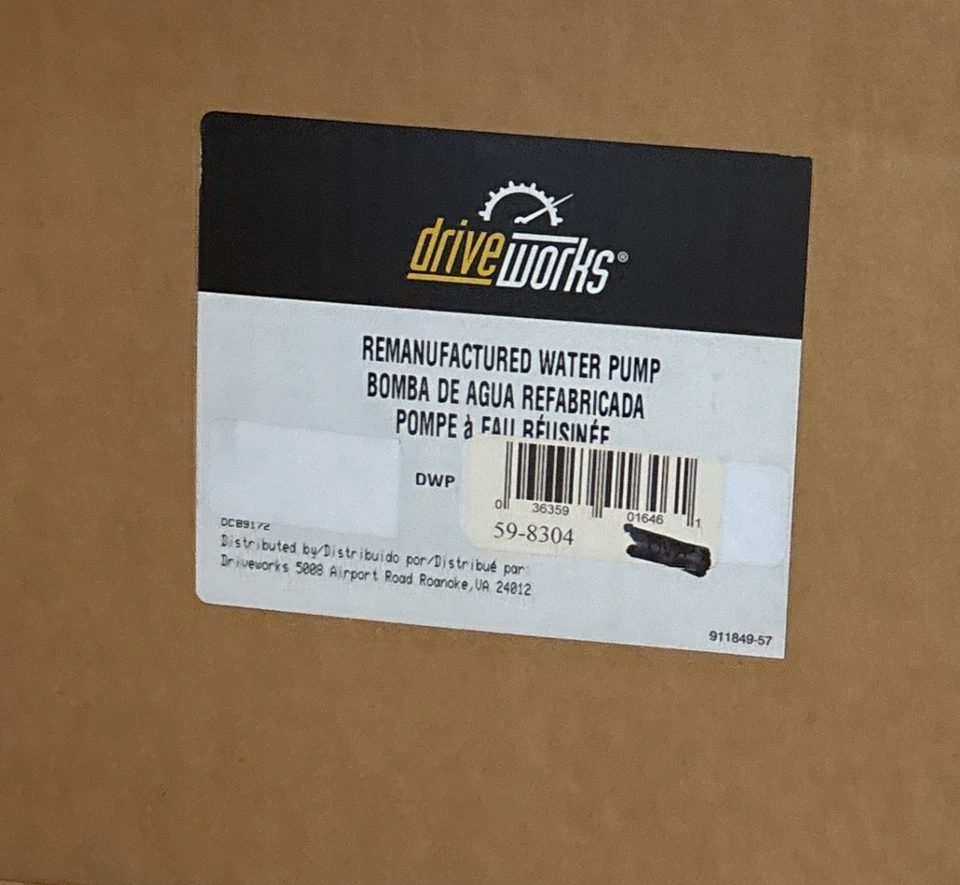 driveworks®
REMANUFACTURED WATER PUMP
BOMBA DE AGUA REFABRICADA
POMPE à EAU RÉUSINÉE
DWP
0 36359 01646 1
59-8304
DCB9172
Distributed by/Distribuido por/Distribué par
Driveworks 5008 Airport Road Roanoke,VA 24012
911849-57